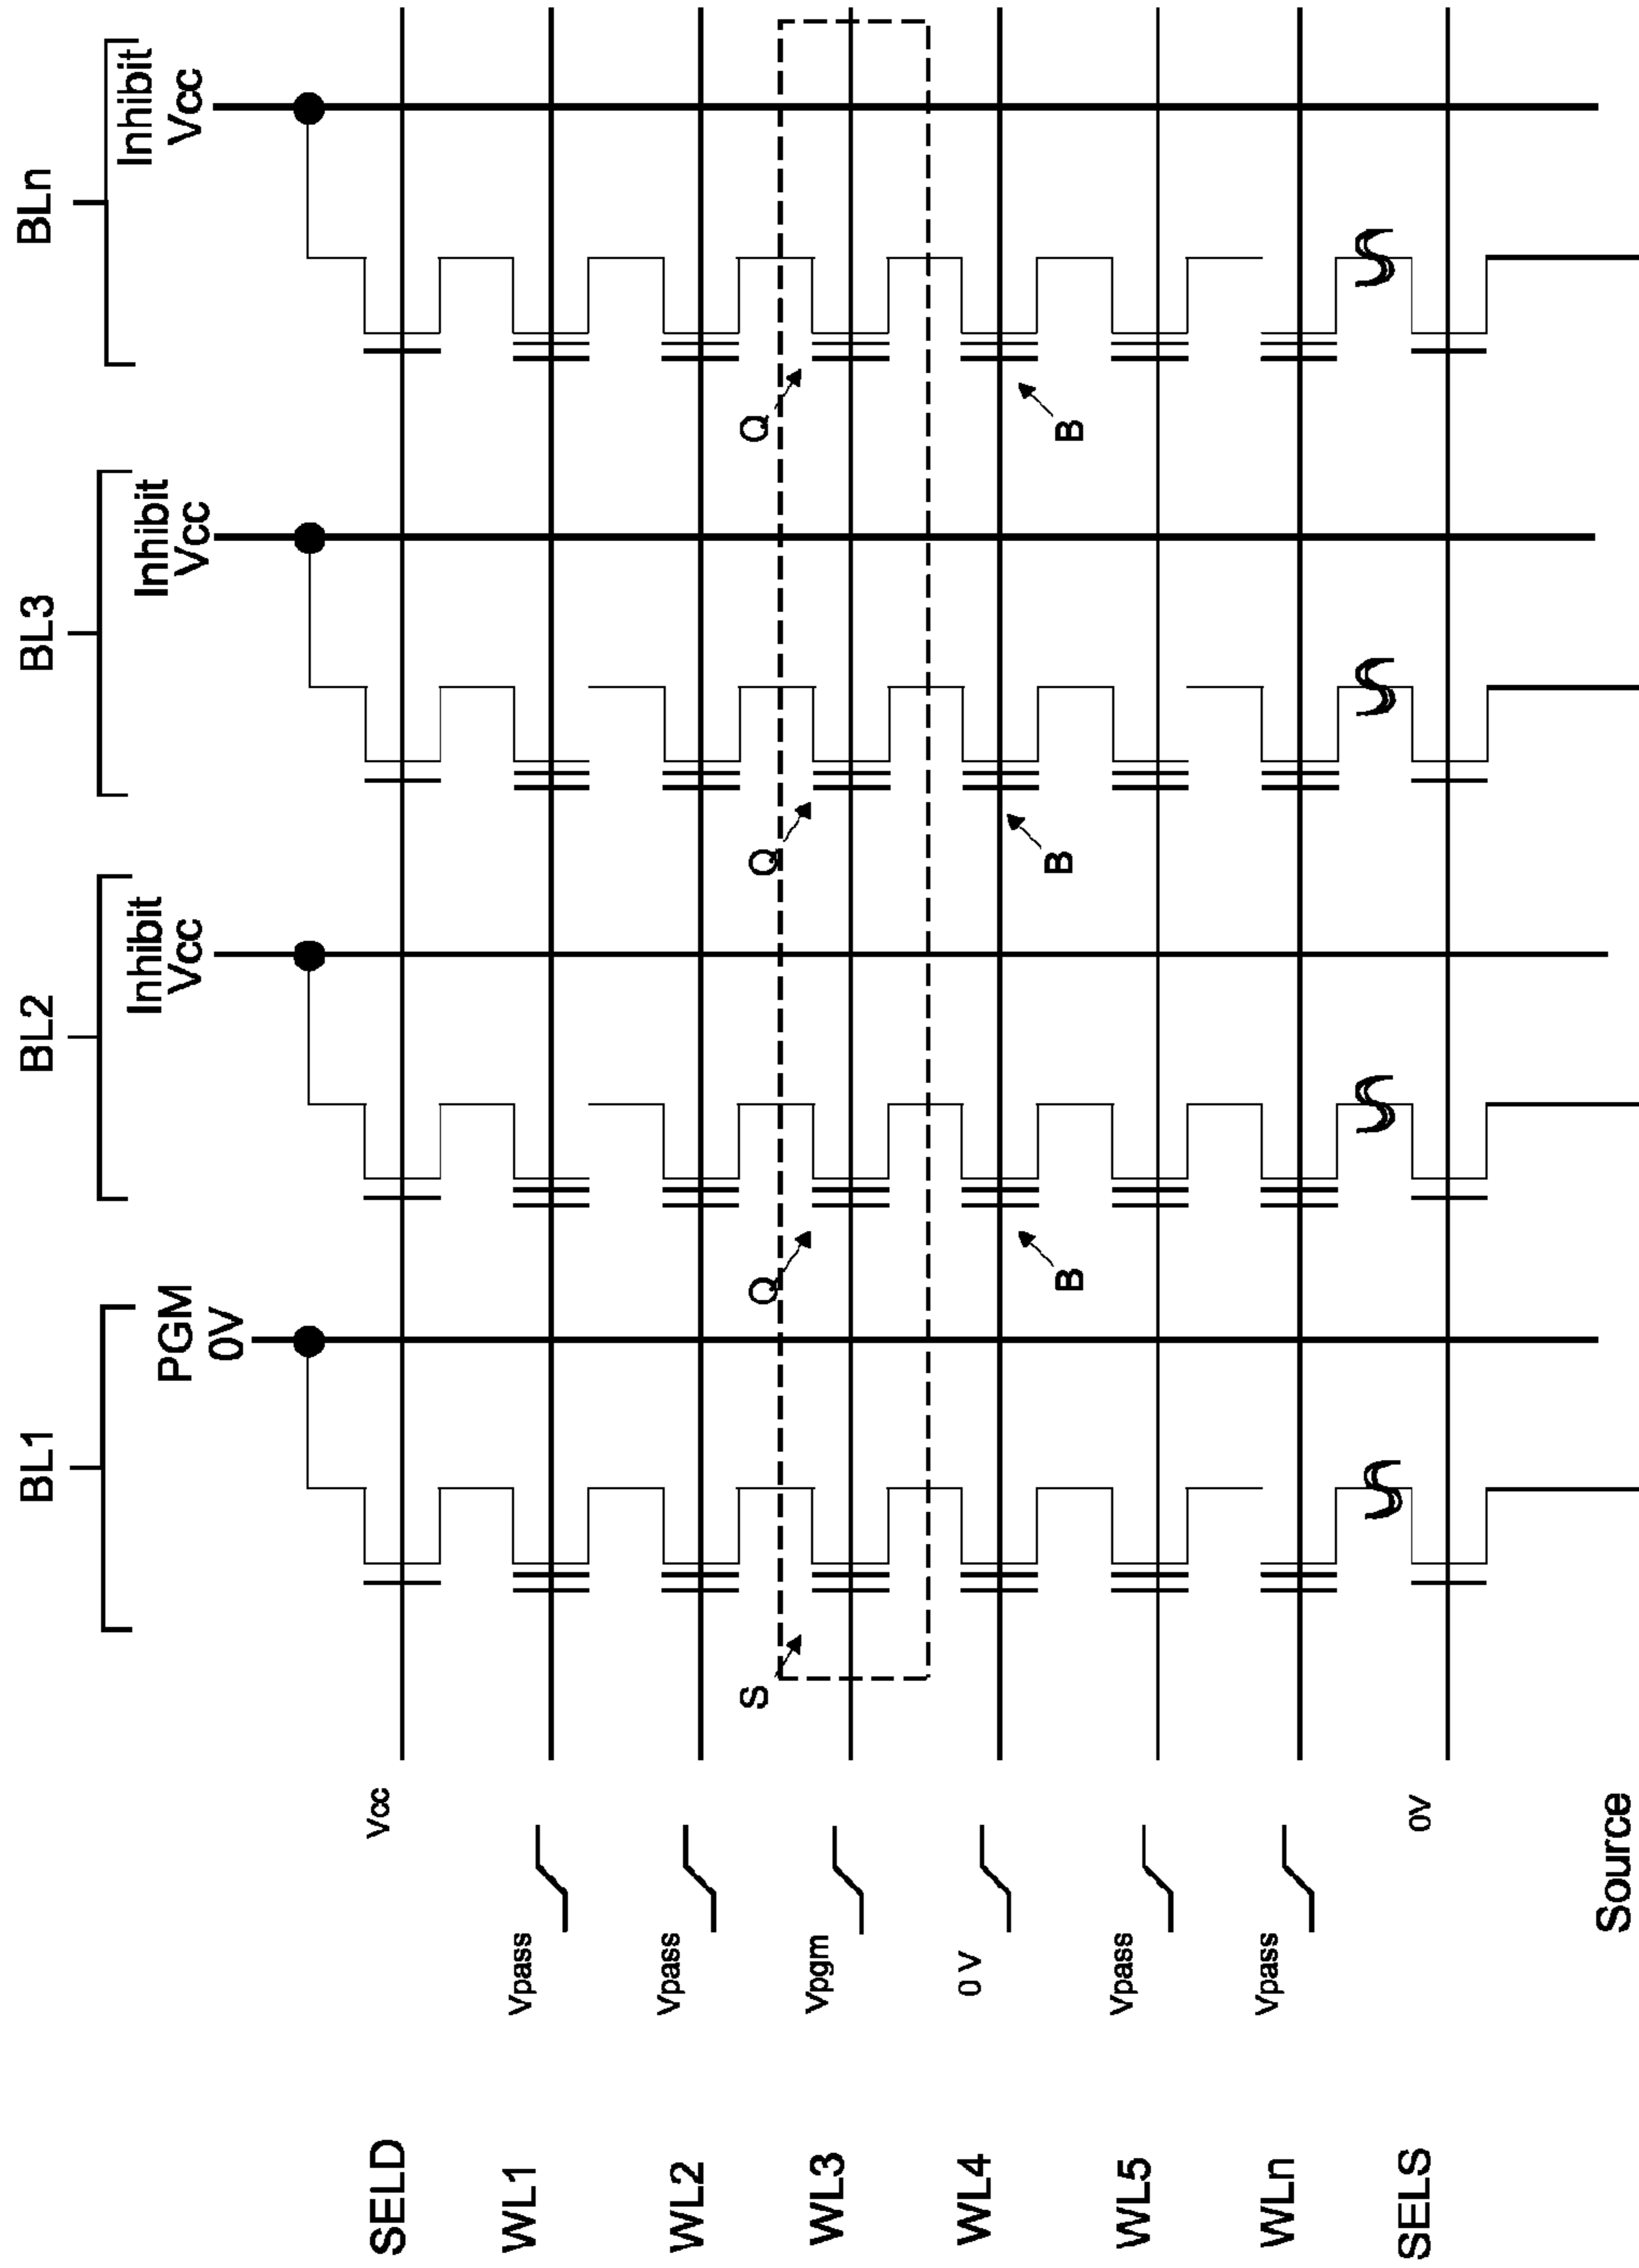 BL1
BL2
BL3
BLn
PGM
0V
Inhibit
Vcc
Inhibit
Vcc
Inhibit
Vcc
SELD
Vcc
WL1
Vpass
WL2
Vpass
S
Q
Q
Q
WL3
Vpgm
WL4
0 V
B
B
B
WL5
Vpass
WLn
Vpass
SELS
0V
Source